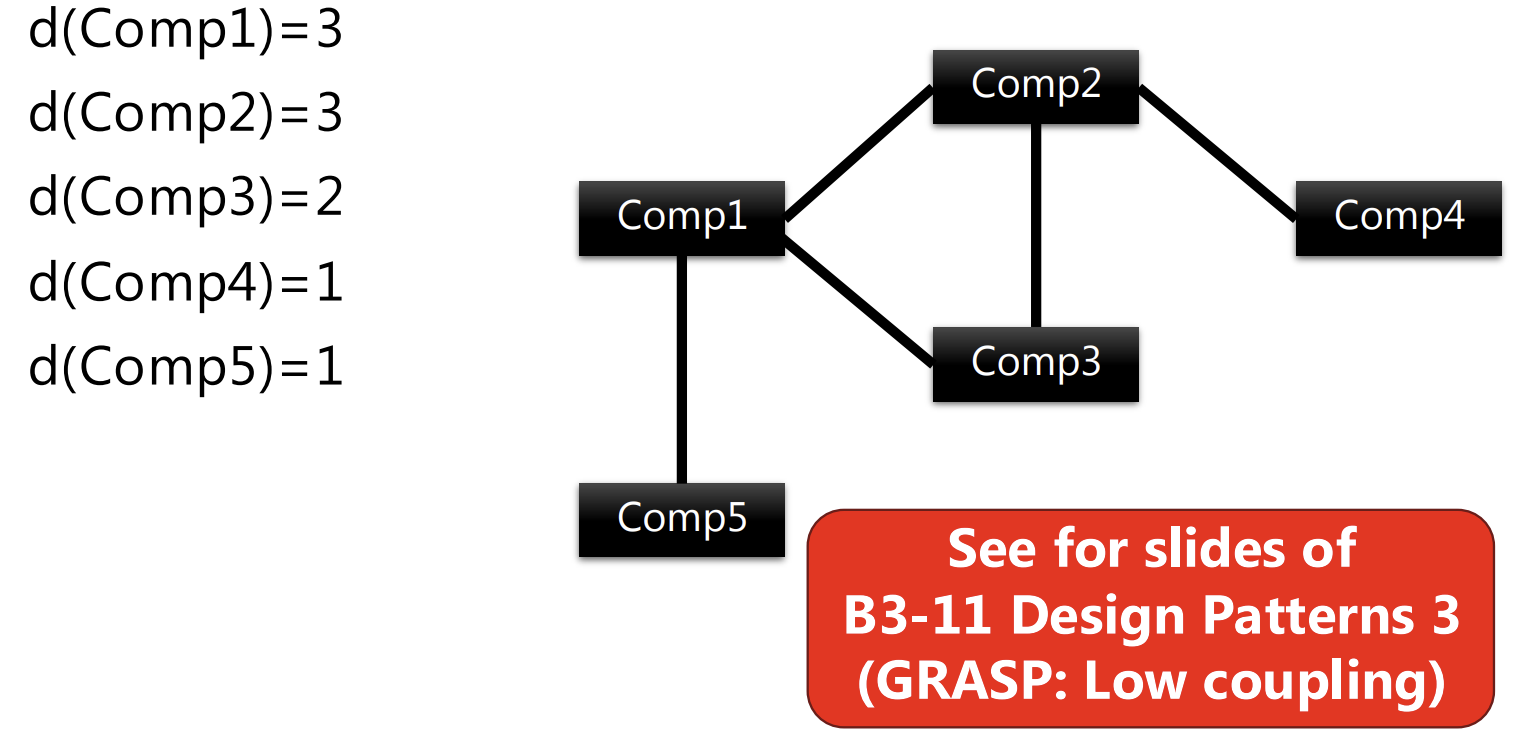 d(Comp1)=3
d(Comp2)=3
d(Comp3)=2
d(Comp4)=1
d(Comp5)=1
Comp2
Comp1
Comp4
Comp3
Comp5
See for slides of
B3-11 Design Patterns 3
(GRASP: Low coupling)